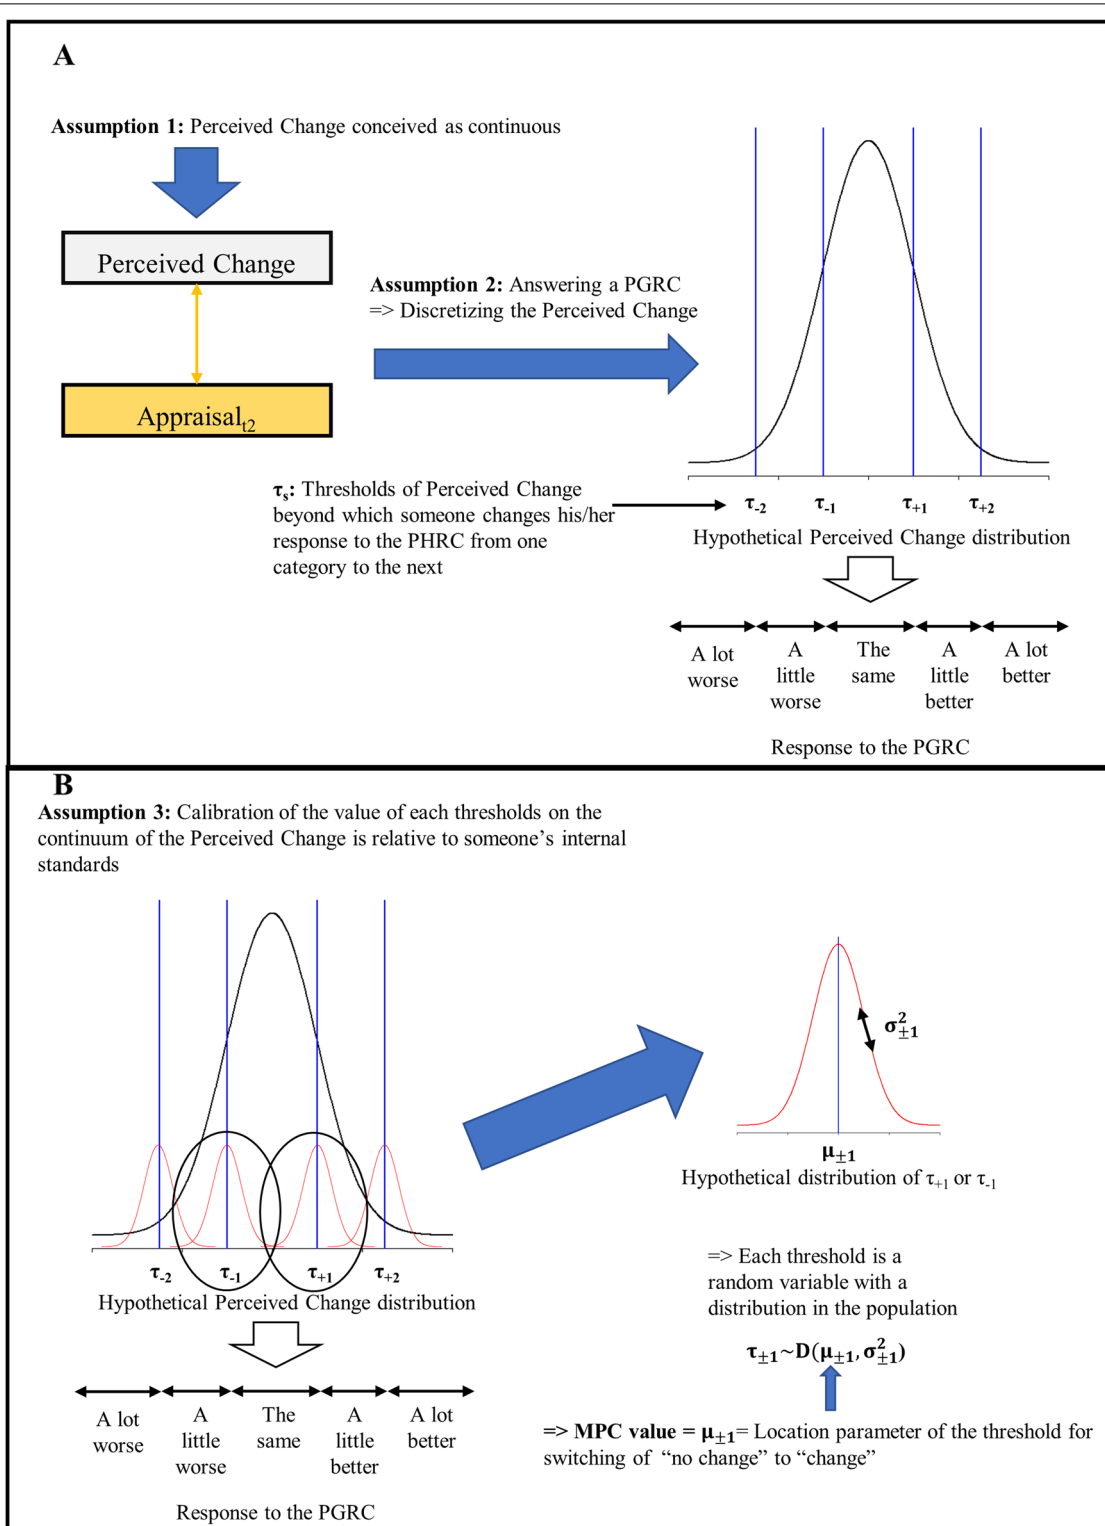 A
Assumption 1: Perceived Change conceived as continuous
Perceived Change
Appraisal_t2
Assumption 2: Answering a PGRC
=> Discretizing the Perceived Change
τs: Thresholds of Perceived Change
beyond which someone changes his/her
response to the PHRC from one
category to the next
τ-2 τ-1 τ+1 τ+2
Hypothetical Perceived Change distribution
A lot
worse
A
little
worse
The
same
A
little
better
A lot
better
Response to the PGRC
B
Assumption 3: Calibration of the value of each thresholds on the
continuum of the Perceived Change is relative to someone's internal
standards
τ-2 τ-1 τ+1 τ+2
Hypothetical Perceived Change distribution
A lot
worse
A
little
worse
The
same
A
little
better
A lot
better
Response to the PGRC
σ²±1
μ±1
Hypothetical distribution of τ+1 or τ-1
=> Each threshold is a
random variable with a
distribution in the population
τ±1~D(μ±1, σ²±1)
=> MPC value = μ±1= Location parameter of the threshold for
switching of “no change” to “change”